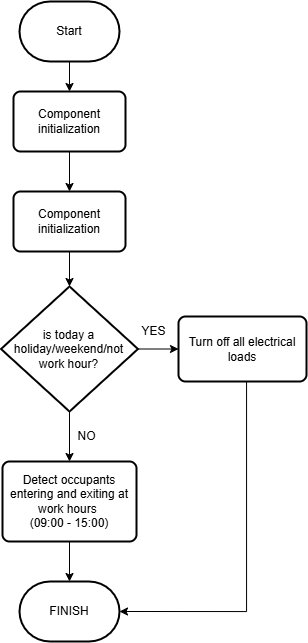 Start
Component
initialization
Component
initialization
is today a
holiday/weekend/not
work hour?
YES
Turn off all electrical
loads
NO
Detect occupants
entering and exiting at
work hours
(09:00 - 15:00)
FINISH